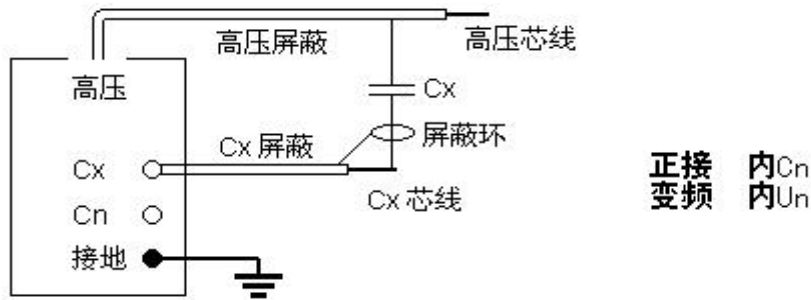 高压屏蔽
高压芯线
高压
Cx
Cx 屏蔽
屏蔽环
Cx
Cx 芯线
Cn
接地
正接 内Cn
变频 内Un